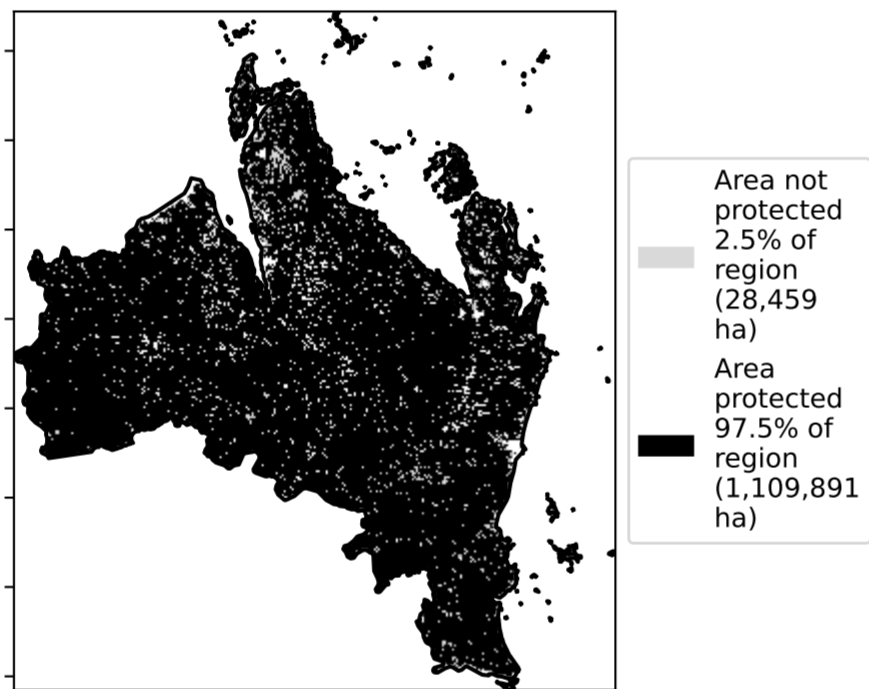 Area not
protected
2.5% of
region
(28,459
ha)
Area
protected
97.5% of
region
(1,109,891
ha)